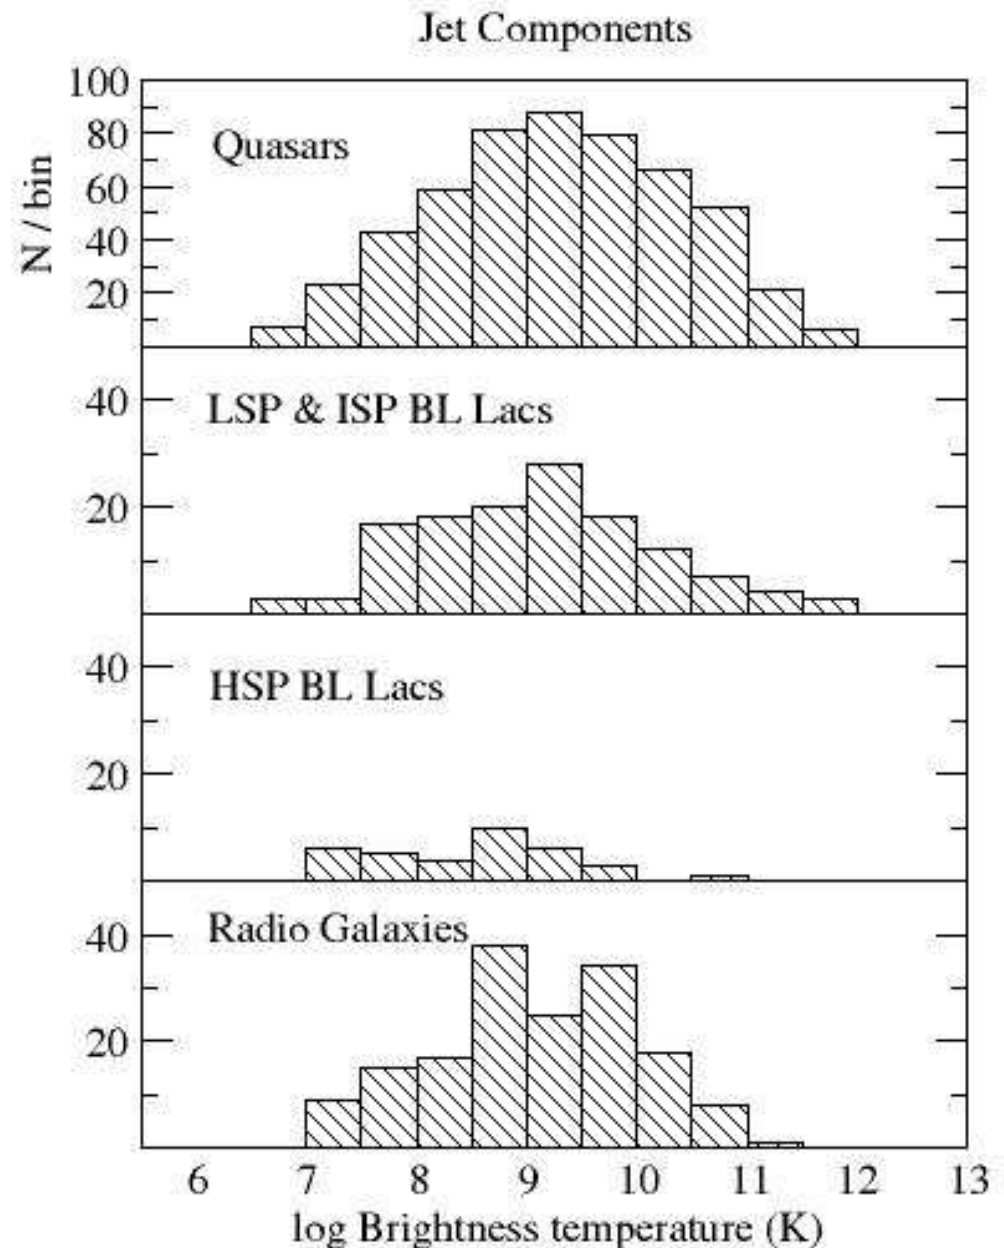 Jet Components
N / bin
100
80
60
40
20
Quasars
40
20
LSP & ISP BL Lacs
40
20
HSP BL Lacs
40
20
Radio Galaxies
6 7 8 9 10 11 12 13
log Brightness temperature (K)